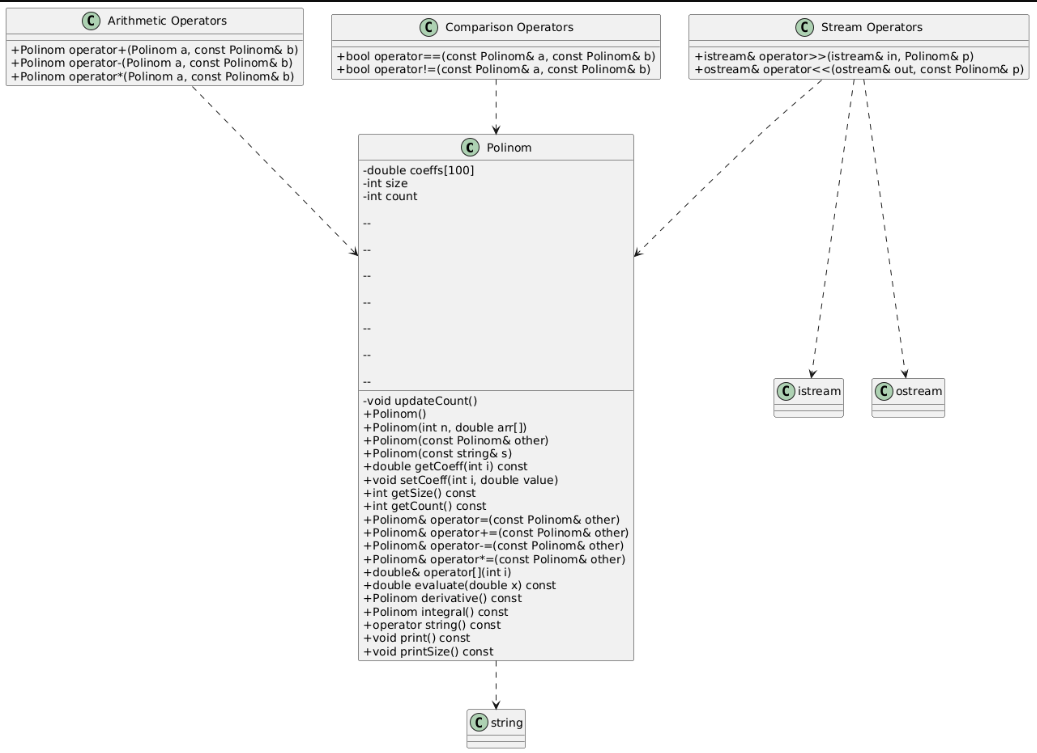 C Arithmetic Operators
+Polinom operator+(Polinom a, const Polinom& b)
+Polinom operator-(Polinom a, const Polinom& b)
+Polinom operator*(Polinom a, const Polinom& b)
C Comparison Operators
+bool operator==(const Polinom& a, const Polinom& b)
+bool operator!=(const Polinom& a, const Polinom& b)
C Stream Operators
+istream& operator>>(istream& in, Polinom& p)
+ostream& operator<<(ostream& out, const Polinom& p)
C Polinom
-double coeffs[100]
-int size
-int count
--
--
--
--
--
--
--
-void updateCount()
+Polinom()
+Polinom(int n, double arr[])
+Polinom(const Polinom& other)
+Polinom(const string& s)
+double getCoeff(int i) const
+void setCoeff(int i, double value)
+int getSize() const
+int getCount() const
+Polinom& operator=(const Polinom& other)
+Polinom& operator+=(const Polinom& other)
+Polinom& operator-=(const Polinom& other)
+Polinom& operator*=(const Polinom& other)
+double& operator[](int i)
+double evaluate(double x) const
+Polinom derivative() const
+Polinom integral() const
+operator string() const
+void print() const
+void printSize() const
C istream
C ostream
C string